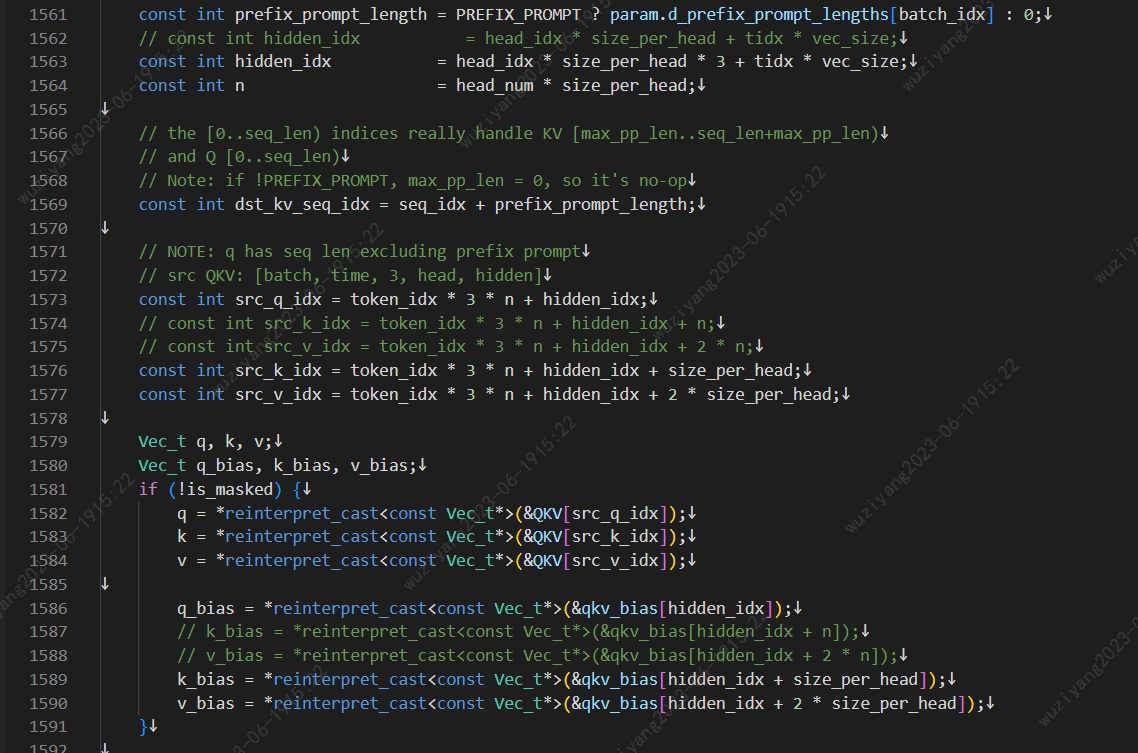 1561 const int prefix_prompt_length = PREFIX_PROMPT ? param.d_prefix_prompt_lengths[batch_idx] : 0;↓
1562 // const int hidden_idx = head_idx * size_per_head + tidx * vec_size;↓
1563 const int hidden_idx = head_idx * size_per_head * 3 + tidx * vec_size;↓
1564 const int n = head_num * size_per_head;↓
1565 ↓
1566 // the [0..seq_len) indices really handle KV [max_pp_len..seq_len+max_pp_len)↓
1567 // and Q [0..seq_len)↓
1568 // Note: if !PREFIX_PROMPT, max_pp_len = 0, so it's no-op↓
1569 const int dst_kv_seq_idx = seq_idx + prefix_prompt_length;↓
1570 ↓
1571 // NOTE: q has seq len excluding prefix prompt↓
1572 // src QKV: [batch, time, 3, head, hidden]↓
1573 const int src_q_idx = token_idx * 3 * n + hidden_idx;↓
1574 // const int src_k_idx = token_idx * 3 * n + hidden_idx + n;↓
1575 // const int src_v_idx = token_idx * 3 * n + hidden_idx + 2 * n;↓
1576 const int src_k_idx = token_idx * 3 * n + hidden_idx + size_per_head;↓
1577 const int src_v_idx = token_idx * 3 * n + hidden_idx + 2 * size_per_head;↓
1578 ↓
1579 Vec_t q, k, v;↓
1580 Vec_t q_bias, k_bias, v_bias;↓
1581 if (!is_masked) {↓
1582 q = *reinterpret_cast<const Vec_t*>(&QKV[src_q_idx]);↓
1583 k = *reinterpret_cast<const Vec_t*>(&QKV[src_k_idx]);↓
1584 v = *reinterpret_cast<const Vec_t*>(&QKV[src_v_idx]);↓
1585 ↓
1586 q_bias = *reinterpret_cast<const Vec_t*>(&qkv_bias[hidden_idx]);↓
1587 // k_bias = *reinterpret_cast<const Vec_t*>(&qkv_bias[hidden_idx + n]);↓
1588 // v_bias = *reinterpret_cast<const Vec_t*>(&qkv_bias[hidden_idx + 2 * n]);↓
1589 k_bias = *reinterpret_cast<const Vec_t*>(&qkv_bias[hidden_idx + size_per_head]);↓
1590 v_bias = *reinterpret_cast<const Vec_t*>(&qkv_bias[hidden_idx + 2 * size_per_head]);↓
1591 }↓
1592 ↓
wuziyang2023-06-1915:22